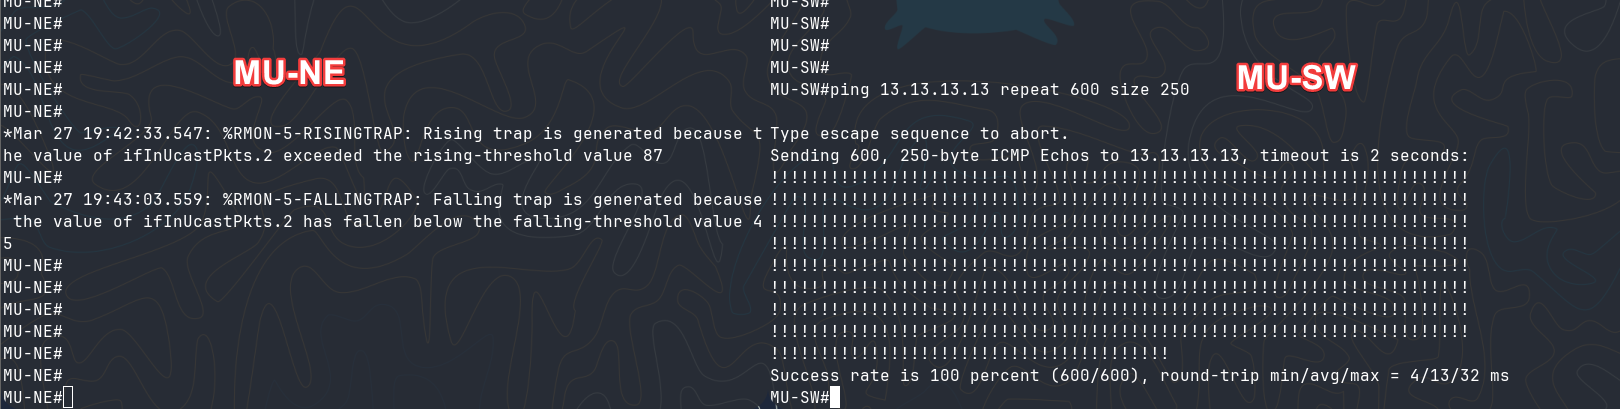 MU-NE#
MU-NE#
MU-NE#
MU-NE#
MU-NE#
MU-NE#
MU-NE
*Mar 27 19:42:33.547: %RMON-5-RISINGTRAP: Rising trap is generated because t
he value of ifInUcastPkts.2 exceeded the rising-threshold value 87
MU-NE#
*Mar 27 19:43:03.559: %RMON-5-FALLINGTRAP: Falling trap is generated because
 the value of ifInUcastPkts.2 has fallen below the falling-threshold value 4
5
MU-NE#
MU-NE#
MU-NE#
MU-NE#
MU-NE#
MU-NE#
MU-NE#
MU-SW#
MU-SW#
MU-SW#
MU-SW#
MU-SW#ping 13.13.13.13 repeat 600 size 250
MU-SW
Type escape sequence to abort.
Sending 600, 250-byte ICMP Echos to 13.13.13.13, timeout is 2 seconds:
!!!!!!!!!!!!!!!!!!!!!!!!!!!!!!!!!!!!!!!!!!!!!!!!!!!!!!!!!!!!!!!!!!!!!!
!!!!!!!!!!!!!!!!!!!!!!!!!!!!!!!!!!!!!!!!!!!!!!!!!!!!!!!!!!!!!!!!!!!!!!
!!!!!!!!!!!!!!!!!!!!!!!!!!!!!!!!!!!!!!!!!!!!!!!!!!!!!!!!!!!!!!!!!!!!!!
!!!!!!!!!!!!!!!!!!!!!!!!!!!!!!!!!!!!!!!!!!!!!!!!!!!!!!!!!!!!!!!!!!!!!!
!!!!!!!!!!!!!!!!!!!!!!!!!!!!!!!!!!!!!!!!!!!!!!!!!!!!!!!!!!!!!!!!!!!!!!
!!!!!!!!!!!!!!!!!!!!!!!!!!!!!!!!!!!!!!!!!!!!!!!!!!!!!!!!!!!!!!!!!!!!!!
!!!!!!!!!!!!!!!!!!!!!!!!!!!!!!!!!!!!!!!!!!!!!!!!!!!!!!!!!!!!!!!!!!!!!!
!!!!!!!!!!!!!!!!!!!!!!!!!!!!!!!!!!!!!!!!!!!!!!!!!!!!!!!!!!!!!!!!!!!!!!
!!!!!!!!!!!!!!!!!!!!!!!!!!!!!!!!!!!!!!!!
Success rate is 100 percent (600/600), round-trip min/avg/max = 4/13/32 ms
MU-SW#